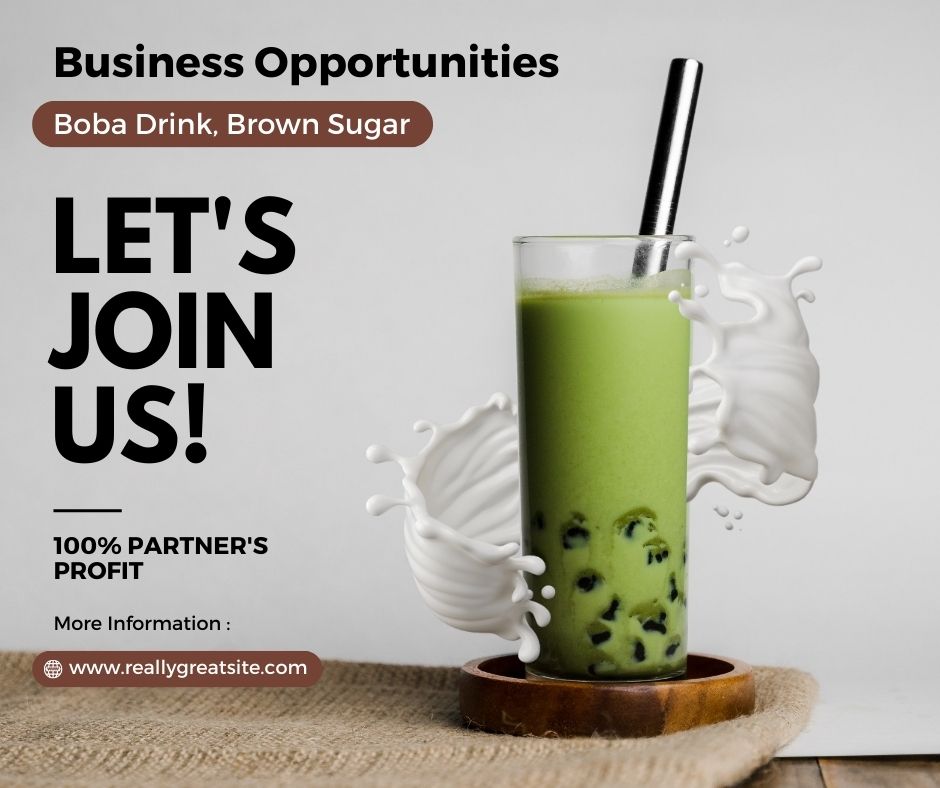 Business Opportunities
Boba Drink, Brown Sugar
LET'S
JOIN
US!
100% PARTNER'S
PROFIT
More Information :
www.reallygreatsite.com